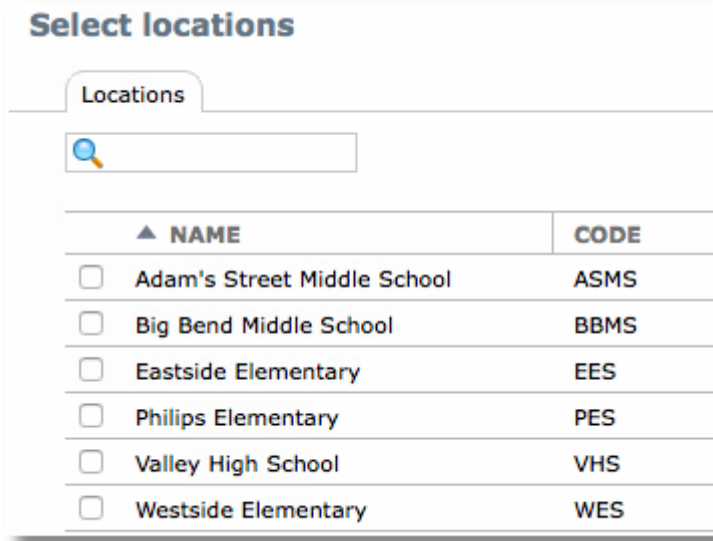 Select locations
Locations
NAME CODE
Adam's Street Middle School ASMS
Big Bend Middle School BBMS
Eastside Elementary EES
Philips Elementary PES
Valley High School VHS
Westside Elementary WES